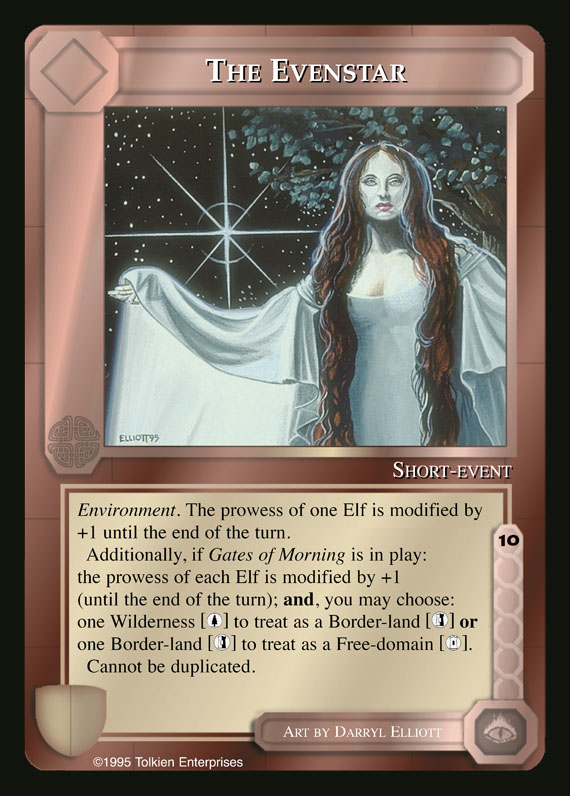 The Evenstar
ELLIOTT95
Short-event
Environment. The prowess of one Elf is modified by
+1 until the end of the turn.
Additionally, if Gates of Morning is in play:
the prowess of each Elf is modified by +1
(until the end of the turn); and, you may choose:
one Wilderness [ ] to treat as a Border-land [ ] or
one Border-land [ ] to treat as a Free-domain [ ].
Cannot be duplicated.
10
Art by Darryl Elliott
©1995 Tolkien Enterprises